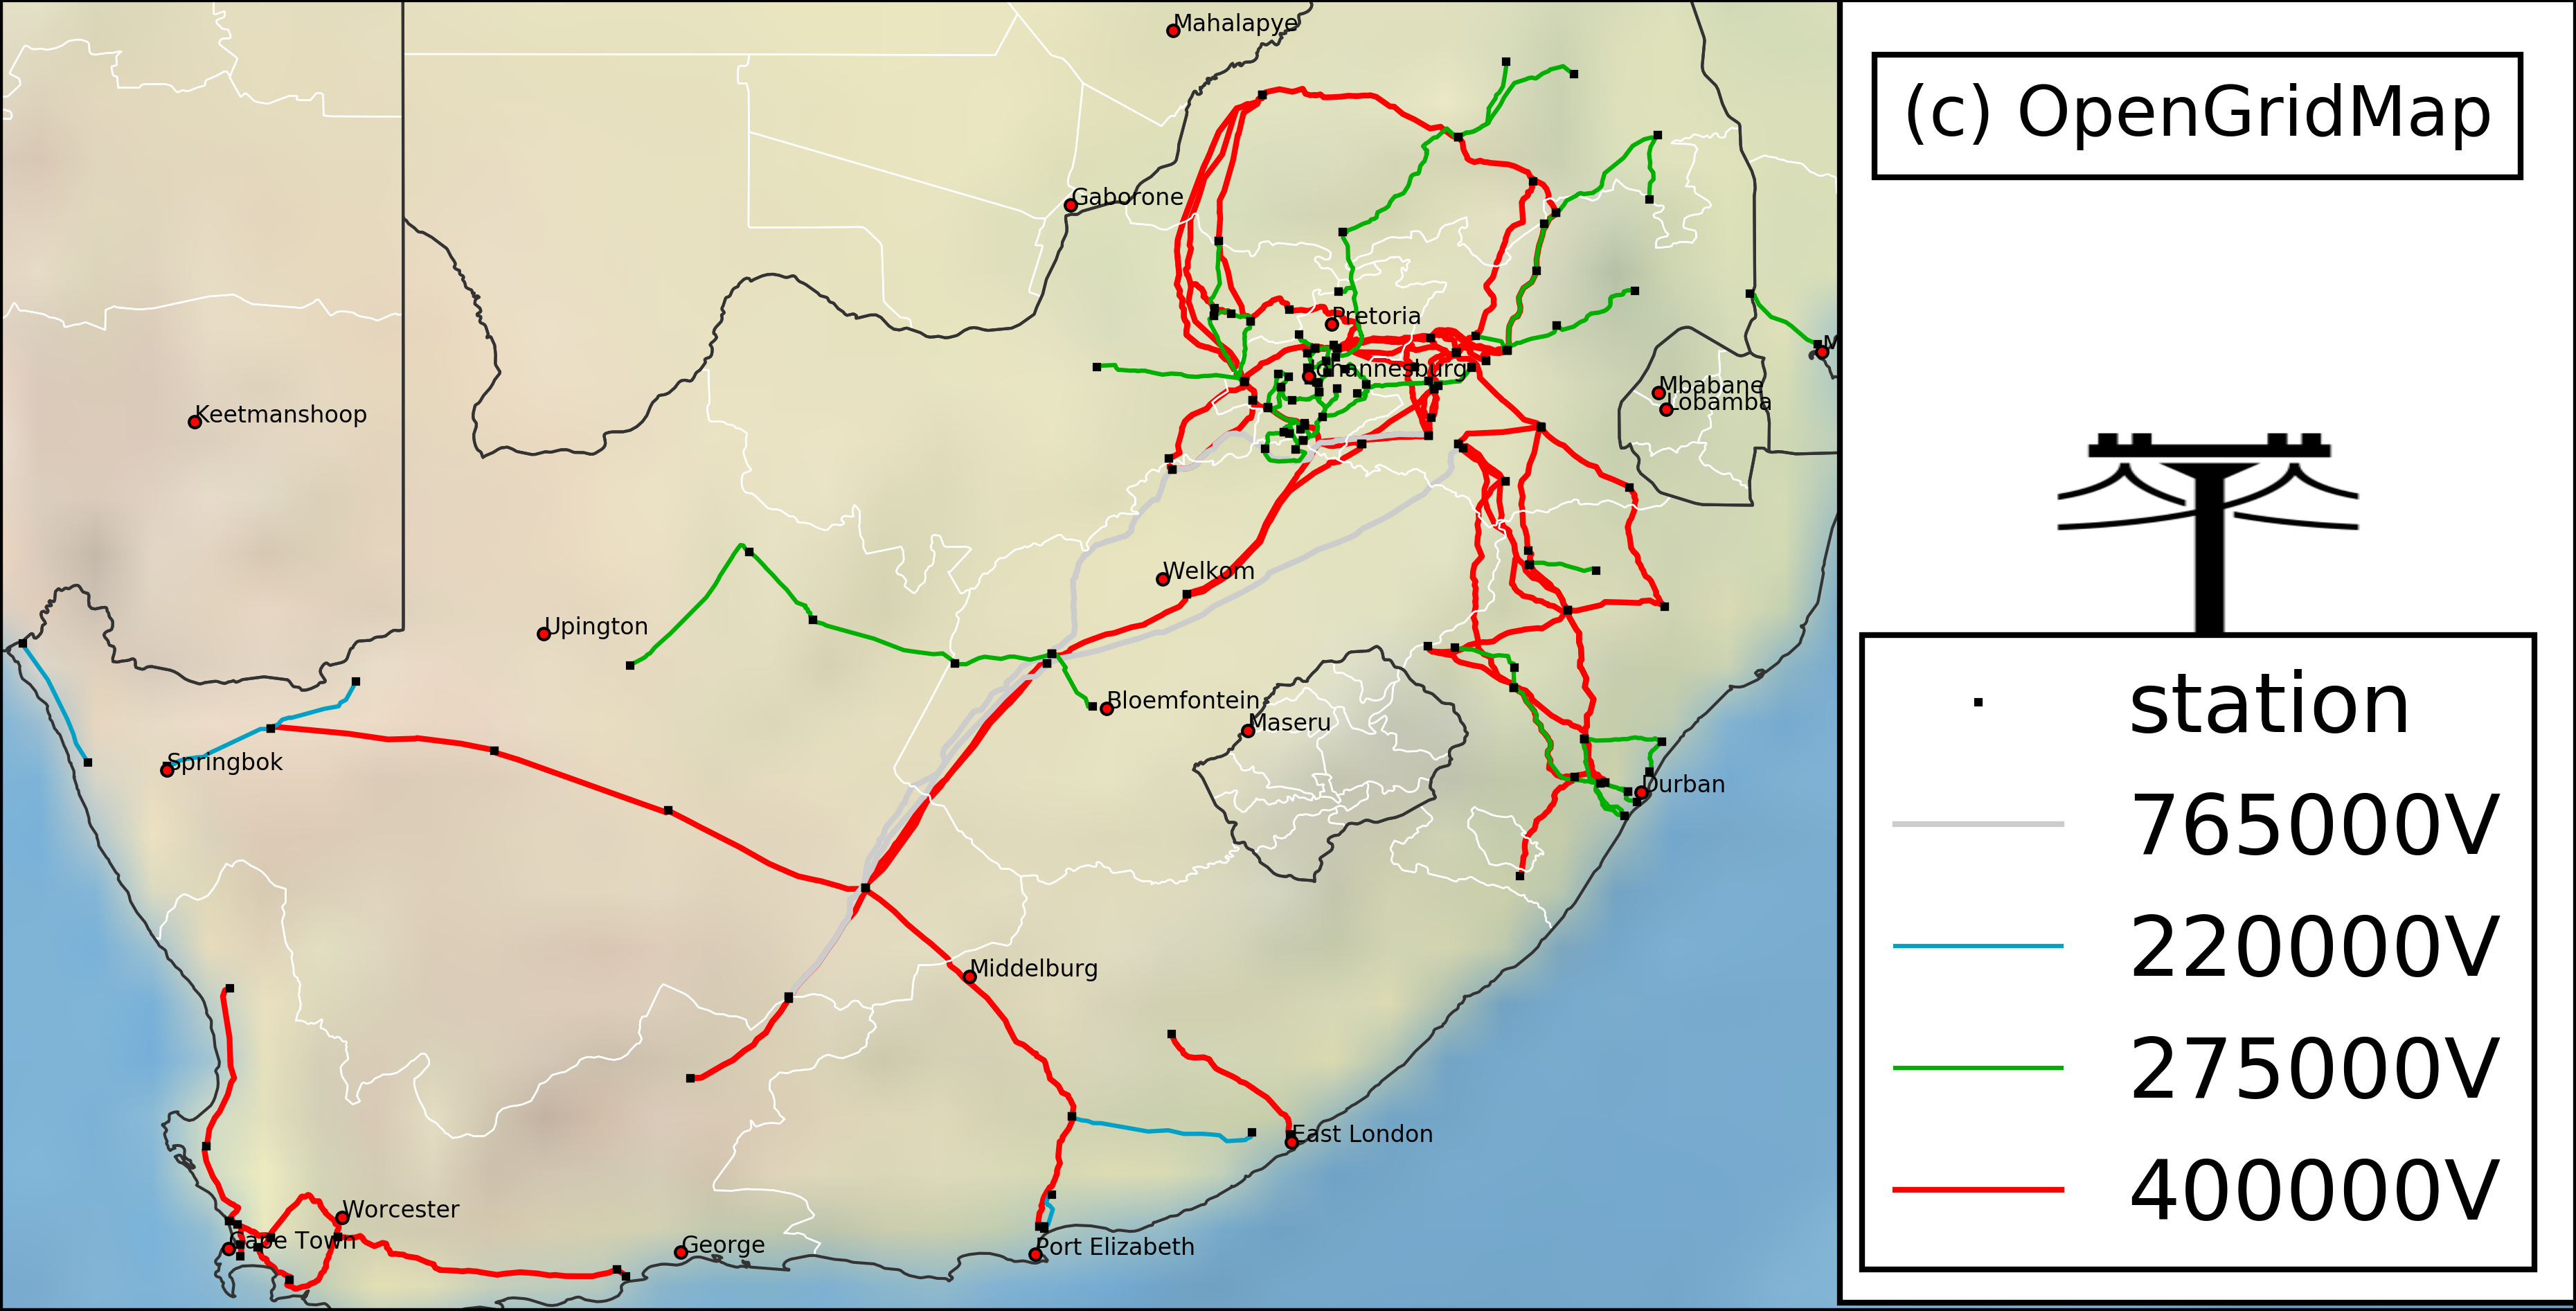 Mahalapye
(c) OpenGridMap
Gaborone
Pretoria
M
Johannesburg
Mbabane
Lobamba
Keetmanshoop
Welkom
Upington
Bloemfontein
Maseru
Springbok
Durban
Middelburg
East London
Worcester
Cape Town
George
Port Elizabeth
station
765000V
220000V
275000V
400000V